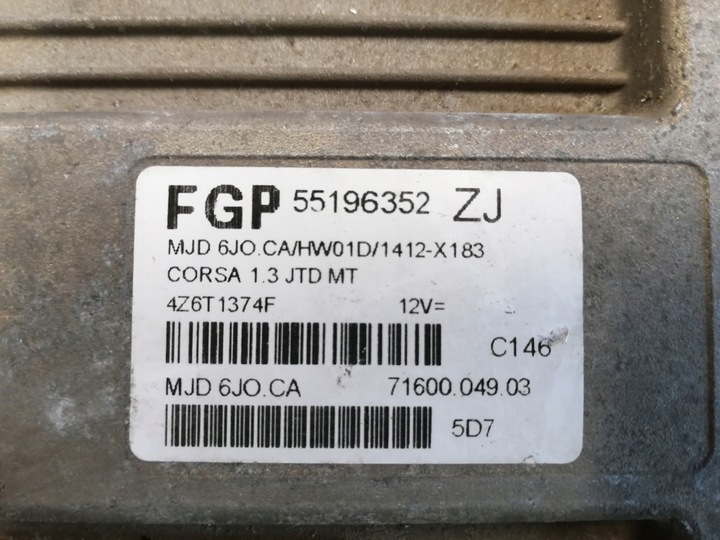 FGP 55196352 ZJ
MJD 6JO.CA/HW01D/1412-X183
CORSA 1.3 JTD MT
4Z6T1374F 12V=
C146
MJD 6JO.CA 71600.049.03
5D7